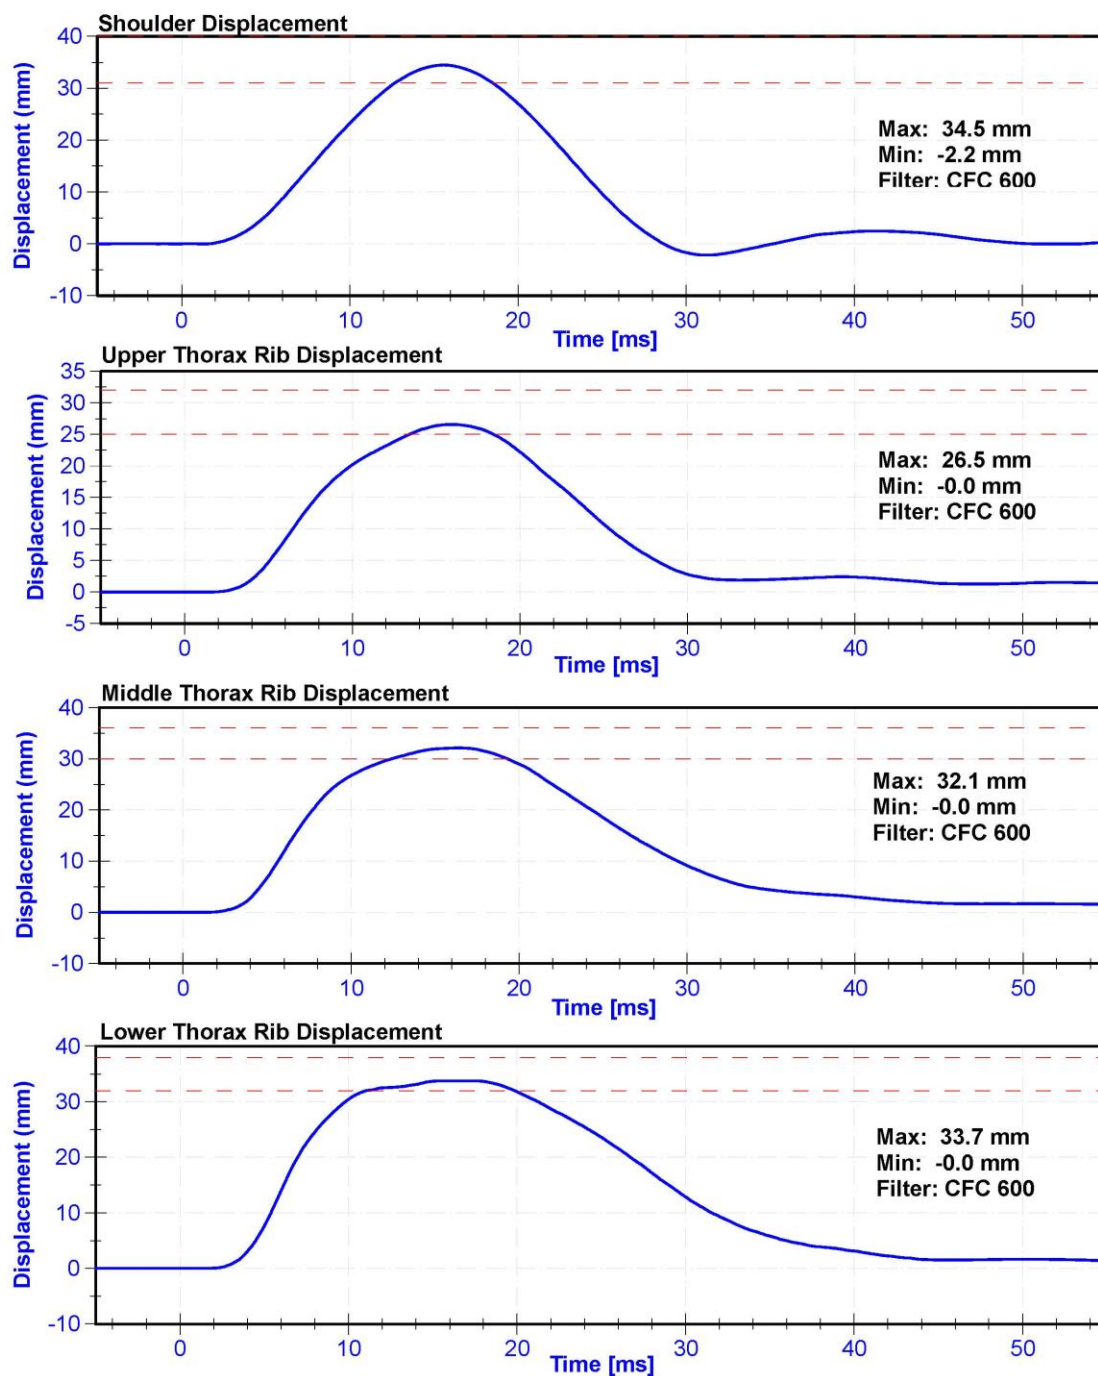 Shoulder Displacement
40
30
20
10
0
-10
Displacement (mm)
Max: 34.5 mm
Min: -2.2 mm
Filter: CFC 600
0 10 20 30 40 50
Time [ms]
Upper Thorax Rib Displacement
35
30
25
20
15
10
5
0
-5
Displacement (mm)
Max: 26.5 mm
Min: -0.0 mm
Filter: CFC 600
0 10 20 30 40 50
Time [ms]
Middle Thorax Rib Displacement
40
30
20
10
0
-10
Displacement (mm)
Max: 32.1 mm
Min: -0.0 mm
Filter: CFC 600
0 10 20 30 40 50
Time [ms]
Lower Thorax Rib Displacement
40
30
20
10
0
-10
Displacement (mm)
Max: 33.7 mm
Min: -0.0 mm
Filter: CFC 600
0 10 20 30 40 50
Time [ms]